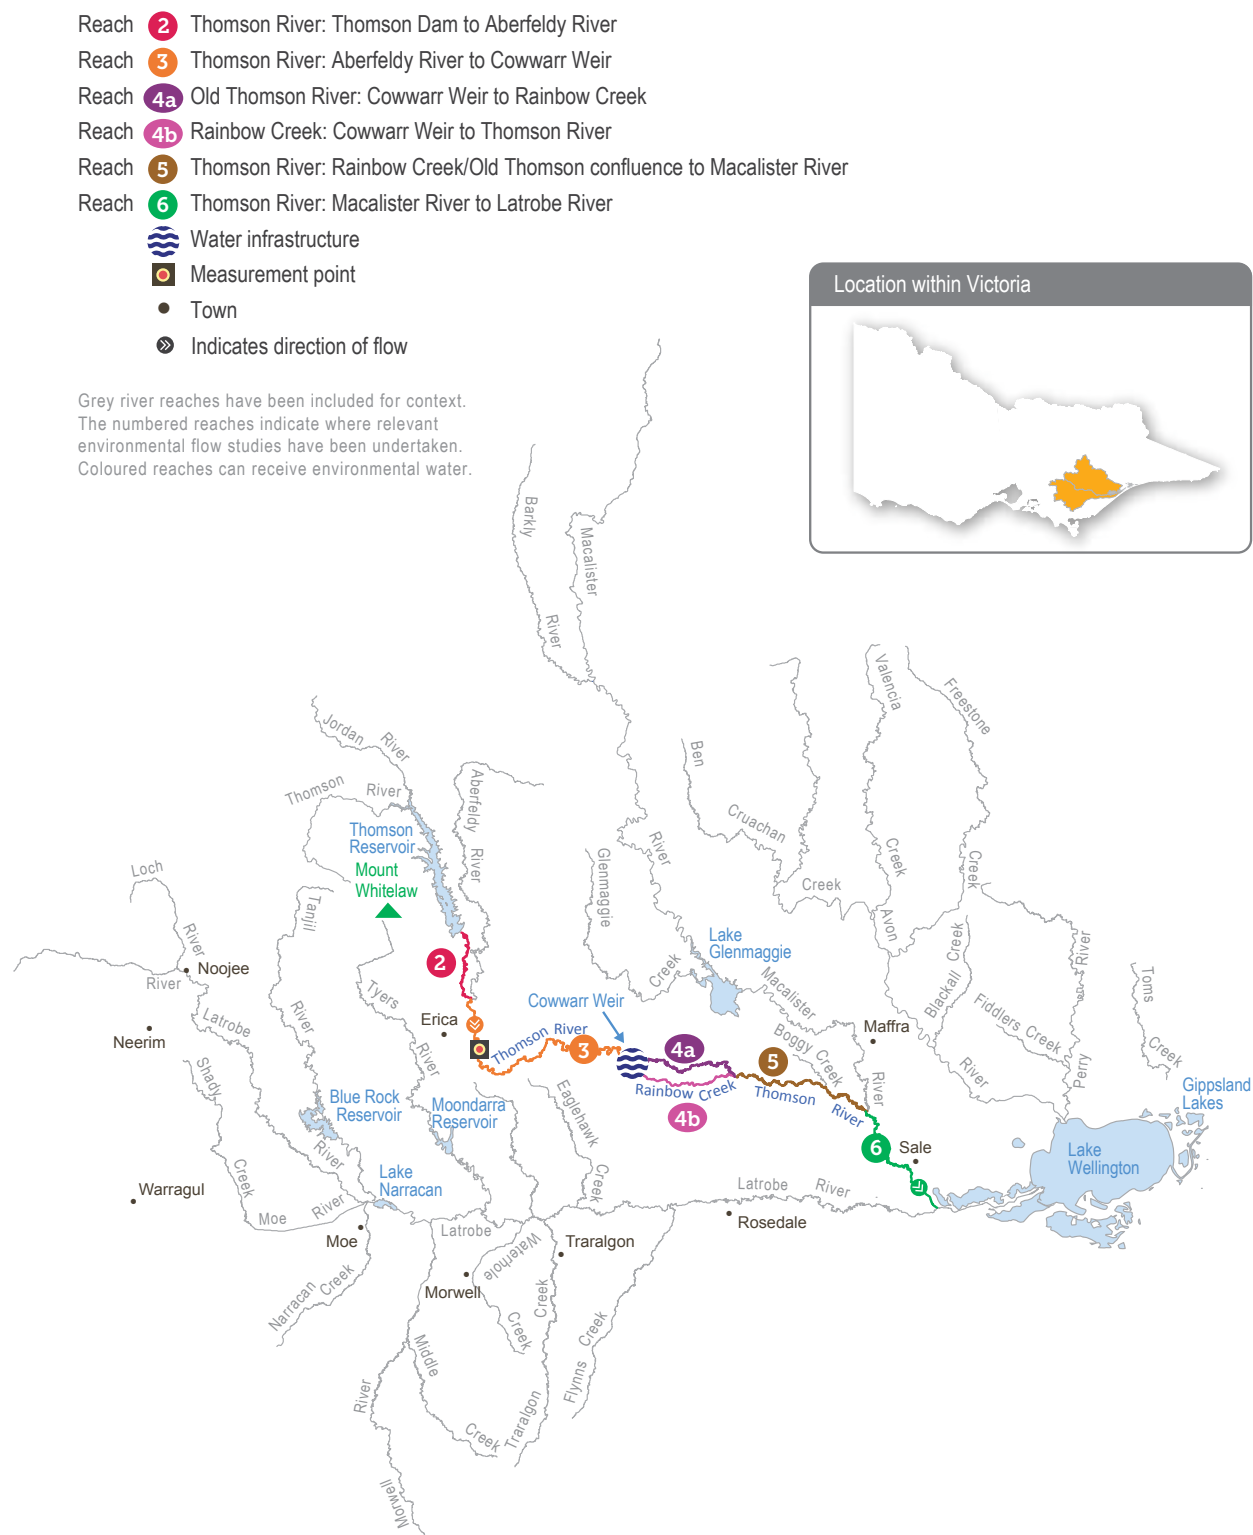 Reach 2 Thomson River: Thomson Dam to Aberfeldy River
Reach 3 Thomson River: Aberfeldy River to Cowwarr Weir
Reach 4a Old Thomson River: Cowwarr Weir to Rainbow Creek
Reach 4b Rainbow Creek: Cowwarr Weir to Thomson River
Reach 5 Thomson River: Rainbow Creek/Old Thomson confluence to Macalister River
Reach 6 Thomson River: Macalister River to Latrobe River
Water infrastructure
Measurement point
Town
Indicates direction of flow
Grey river reaches have been included for context.
The numbered reaches indicate where relevant
environmental flow studies have been undertaken.
Coloured reaches can receive environmental water.
Location within Victoria
Barkly
River
Macalister
River
Valencia
Creek
Freestone
Creek
Jordan
River
Thomson
River
Aberfeldy
River
Ben
Cruachan
Creek
Thomson
Reservoir
Mount
Whitelaw
Loch
River
Tanjil
River
Glenmaggie
Creek
Avon
River
Blackall
Creek
Lake
Glenmaggie
Macalister
River
Noojee
River
Latrobe
Neerim
Tyers
River
2
Erica
Cowwarr Weir
Thomson
River
3
4a
Rainbow
Creek
4b
5
Boggy
Creek
Thomson
River
Maffra
Fiddlers
Creek
River
Perry
Toms
Creek
Gippsland
Lakes
Shady
Creek
Blue Rock
Reservoir
River
Moondarra
Reservoir
Eaglehawk
Creek
6
Sale
Lake
Wellington
Warragul
Lake
Narracan
Moe
River
Latrobe
River
Rosedale
Moe
Latrobe
Waterhole
Creek
Traralgon
Narracan
Creek
Morwell
Creek
Flynns
Creek
Middle
Creek
Traralgon
River
Morwell